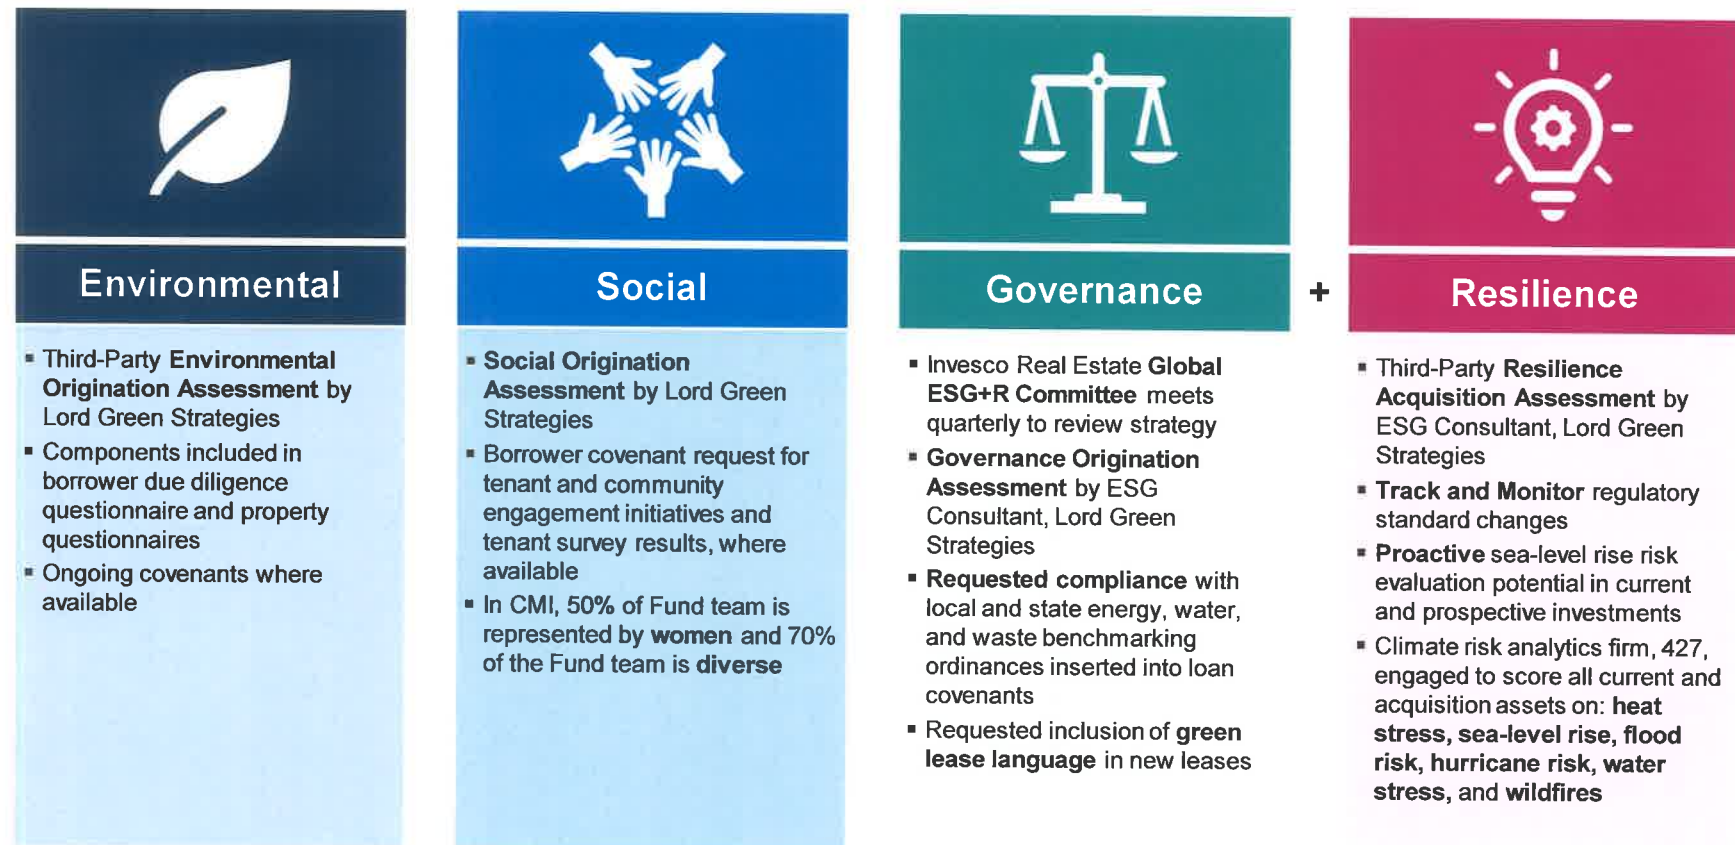 Environmental
▪ Third-Party Environmental
Origination Assessment by
Lord Green Strategies
▪ Components included in
borrower due diligence
questionnaire and property
questionnaires
▪ Ongoing covenants where
available
Social
▪ Social Origination
Assessment by Lord Green
Strategies
▪ Borrower covenant request for
tenant and community
engagement initiatives and
tenant survey results, where
available
▪ In CMI, 50% of Fund team is
represented by women and 70%
of the Fund team is diverse
Governance
▪ Invesco Real Estate Global
ESG+R Committee meets
quarterly to review strategy
▪ Governance Origination
Assessment by ESG
Consultant, Lord Green
Strategies
▪ Requested compliance with
local and state energy, water,
and waste benchmarking
ordinances inserted into loan
covenants
▪ Requested inclusion of green
lease language in new leases
+
Resilience
▪ Third-Party Resilience
Acquisition Assessment by
ESG Consultant, Lord Green
Strategies
▪ Track and Monitor regulatory
standard changes
▪ Proactive sea-level rise risk
evaluation potential in current
and prospective investments
▪ Climate risk analytics firm, 427,
engaged to score all current and
acquisition assets on: heat
stress, sea-level rise, flood
risk, hurricane risk, water
stress, and wildfires